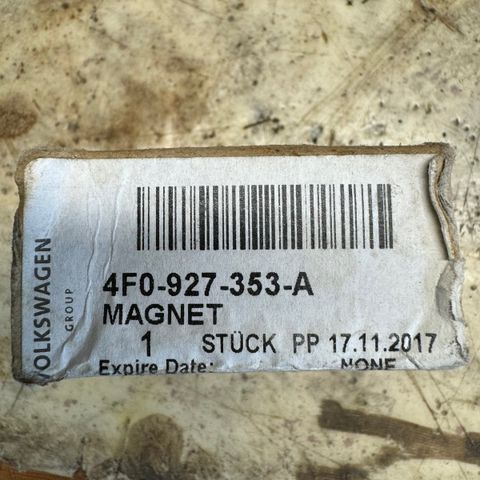 VOLKSWAGEN
GROUP
4F0-927-353-A
MAGNET
1 STÜCK PP 17.11.2017
Expire Date: NONE